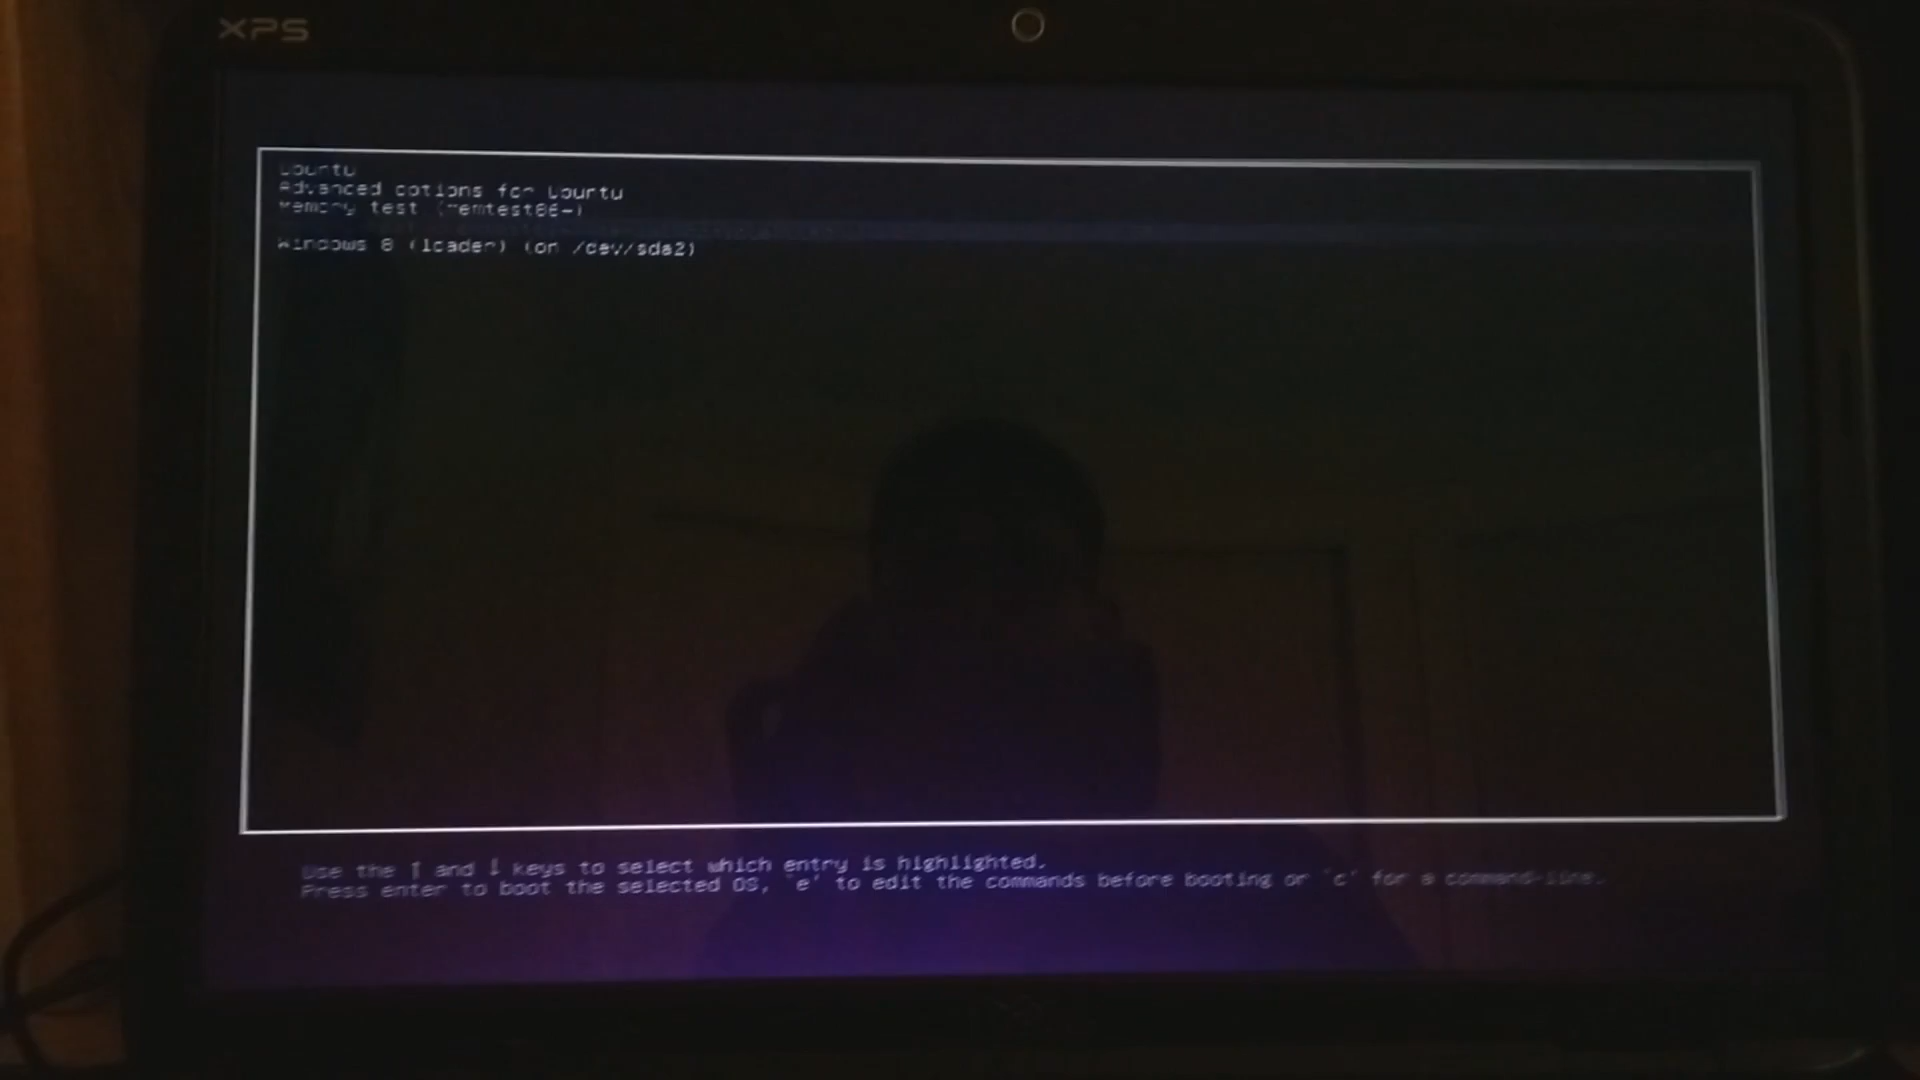 XPS
Ubuntu
Advanced options for Ubuntu
Memory test (memtest86+)
Windows 8 (loader) (on /dev/sda2)
Use the ↑ and ↓ keys to select which entry is highlighted.
Press enter to boot the selected OS, `e' to edit the commands before booting or `c' for a command-line.